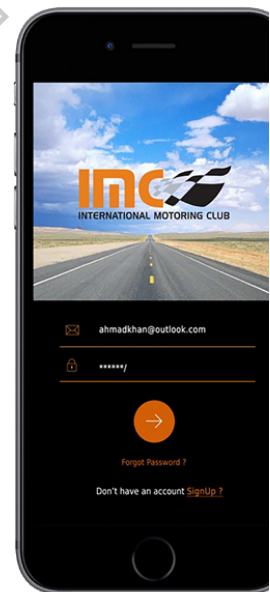 IMC
INTERNATIONAL MOTORING CLUB
ahmadkhan@outlook.com
******/
Forgot Password ?
Don't have an account SignUp ?